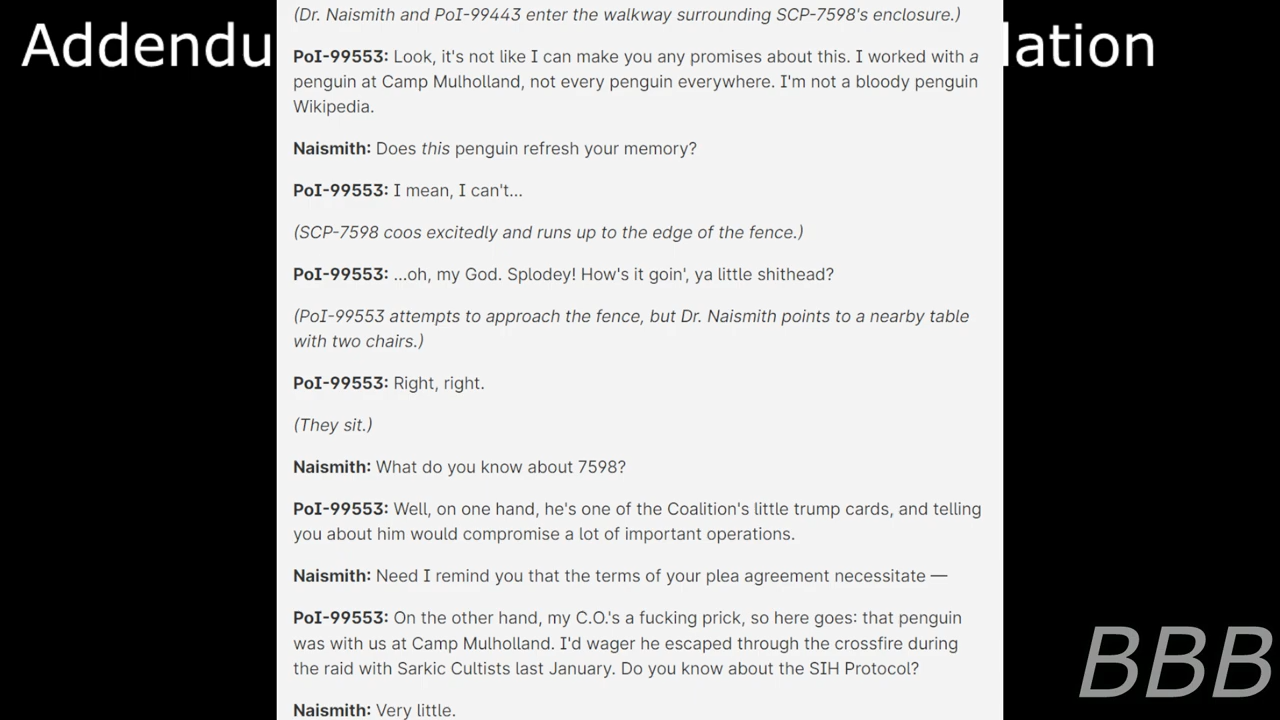 (Dr. Naismith and PoI-99443 enter the walkway surrounding SCP-7598's enclosure.)
Addendu
lation
PoI-99553: Look, it's not like I can make you any promises about this. I worked with a
penguin at Camp Mulholland, not every penguin everywhere. I'm not a bloody penguin
Wikipedia.
Naismith: Does this penguin refresh your memory?
PoI-99553: I mean, I can't...
(SCP-7598 coos excitedly and runs up to the edge of the fence.)
PoI-99553: ...oh, my God. Splodey! How's it goin', ya little shithead?
(PoI-99553 attempts to approach the fence, but Dr. Naismith points to a nearby table
with two chairs.)
PoI-99553: Right, right.
(They sit.)
Naismith: What do you know about 7598?
PoI-99553: Well, on one hand, he's one of the Coalition's little trump cards, and telling
you about him would compromise a lot of important operations.
Naismith: Need I remind you that the terms of your plea agreement necessitate —
PoI-99553: On the other hand, my C.O.'s a fucking prick, so here goes: that penguin
was with us at Camp Mulholland. I'd wager he escaped through the crossfire during
the raid with Sarkic Cultists last January. Do you know about the SIH Protocol?
Naismith: Very little.
BBB